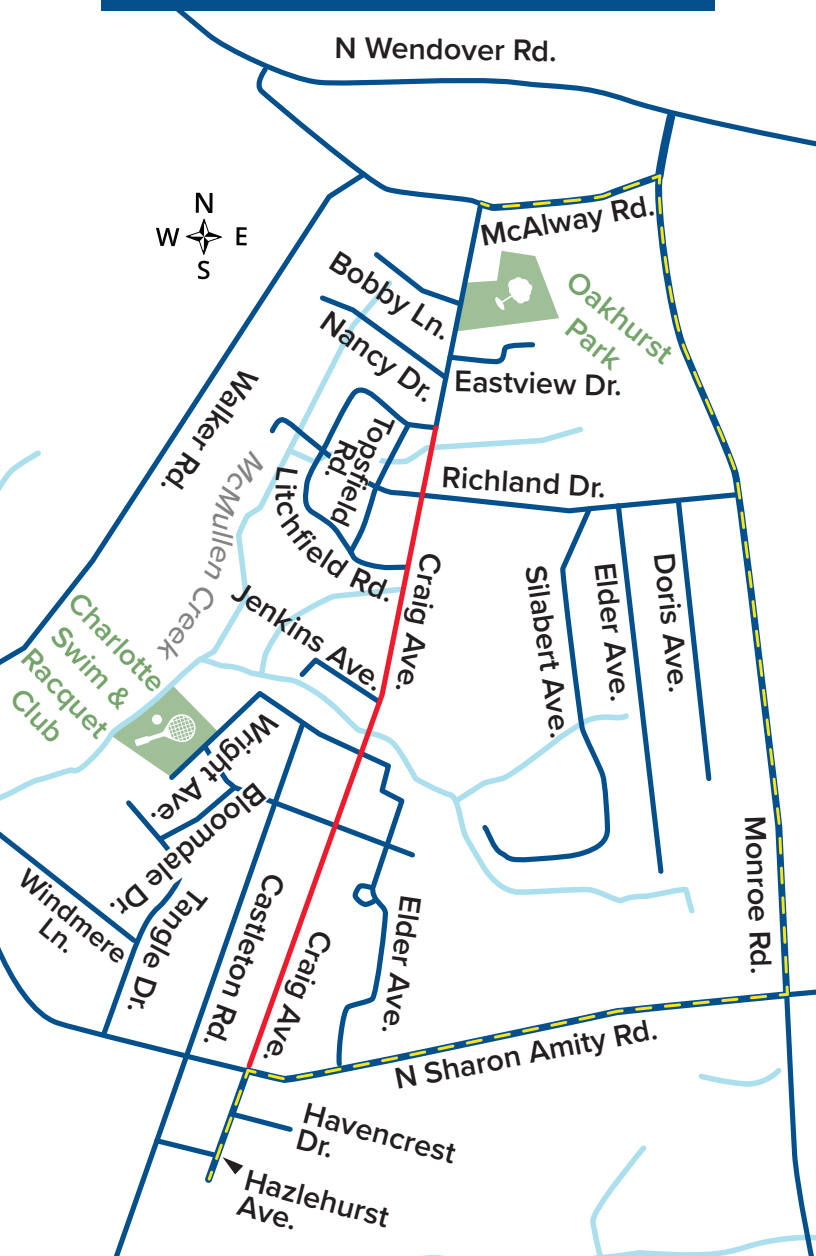 N Wendover Rd.
N
W E
S
McAlway Rd.
Bobby Ln.
Oakhurst
Park
Nancy Dr.
Eastview Dr.
Walker Rd.
Topsfield
Rd.
McMullen Creek
Litchfield Rd.
Richland Dr.
Craig Ave.
Jenkins Ave.
Silabert Ave.
Elder Ave.
Doris Ave.
Charlotte
Swim &
Racquet
Club
Wright Ave.
Bloomdale Dr.
Monroe Rd.
Windmere
Ln.
Tangle Dr.
Castleton Rd.
Craig Ave.
Elder Ave.
N Sharon Amity Rd.
Havencrest
Dr.
Hazlehurst
Ave.